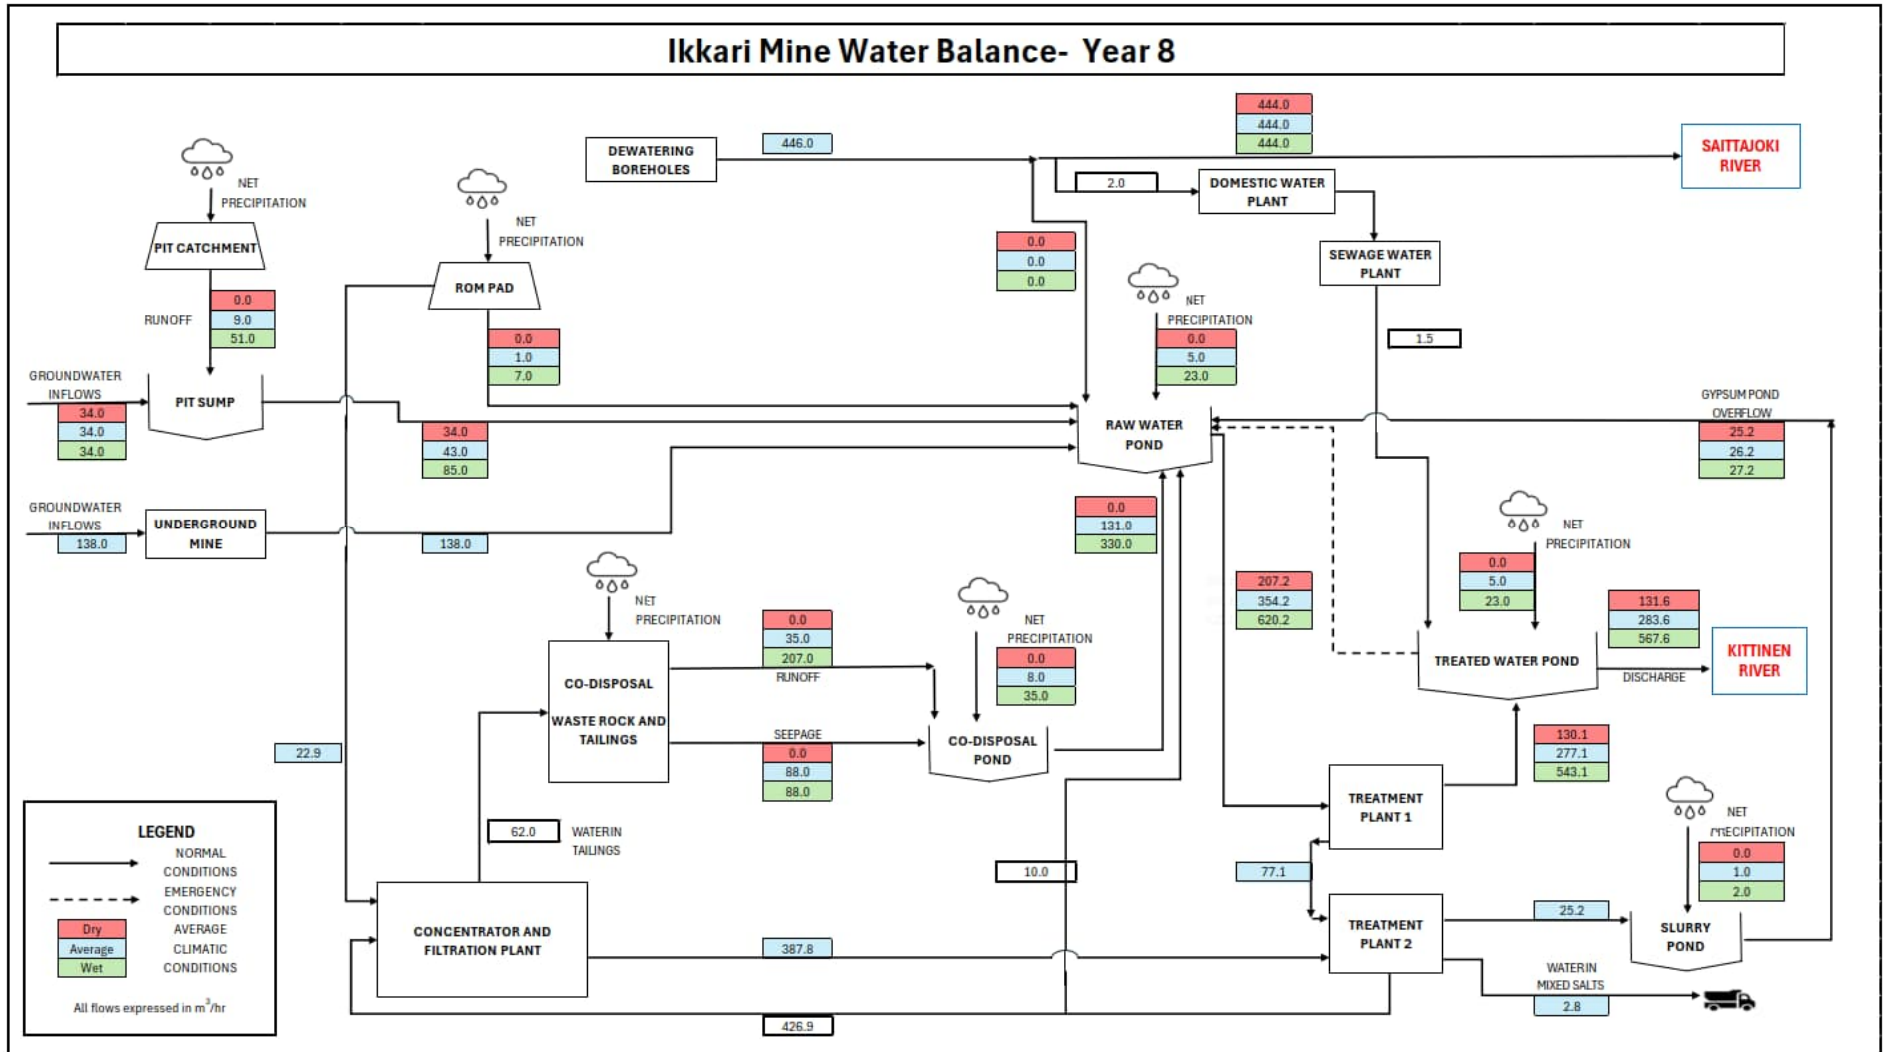 Ikkari Mine Water Balance- Year 8
444.0
444.0
444.0
DEWATERING
BOREHOLES
446.0
SAITTAJOKI
RIVER
2.0
DOMESTIC WATER
PLANT
SEWAGE WATER
PLANT
1.5
NET
PRECIPITATION
PIT CATCHMENT
RUNOFF
0.0
9.0
51.0
GROUNDWATER
INFLOWS
34.0
34.0
34.0
PIT SUMP
NET
PRECIPITATION
ROM PAD
0.0
1.0
7.0
34.0
43.0
85.0
0.0
0.0
0.0
NET
PRECIPITATION
0.0
5.0
23.0
RAW WATER
POND
GYPSUM POND
OVERFLOW
25.2
26.2
27.2
GROUNDWATER
INFLOWS
138.0
UNDERGROUND
MINE
138.0
0.0
131.0
330.0
207.2
354.2
620.2
NET
PRECIPITATION
0.0
5.0
23.0
TREATED WATER POND
131.6
283.6
567.6
DISCHARGE
KITTINEN
RIVER
NET
PRECIPITATION
CO-DISPOSAL
WASTE ROCK AND
TAILINGS
0.0
35.0
207.0
RUNOFF
SEEPAGE
0.0
88.0
88.0
NET
PRECIPITATION
0.0
8.0
35.0
CO-DISPOSAL
POND
22.9
62.0
WATER IN
TAILINGS
10.0
130.1
277.1
543.1
TREATMENT
PLANT 1
77.1
TREATMENT
PLANT 2
NET
PRECIPITATION
0.0
1.0
2.0
25.2
SLURRY
POND
WATER IN
MIXED SALTS
2.8
CONCENTRATOR AND
FILTRATION PLANT
387.8
426.9
LEGEND
NORMAL
CONDITIONS
EMERGENCY
CONDITIONS
Dry
Average
Wet
AVERAGE
CLIMATIC
CONDITIONS
All flows expressed in m³/hr